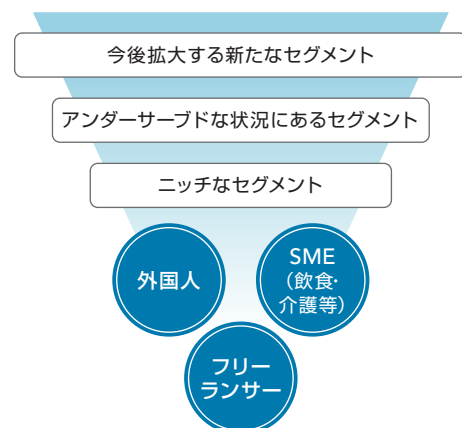 今後拡大する新たなセグメント
アンダーサーブドな状況にあるセグメント
ニッチなセグメント
外国人
SME
（飲食・
介護等）
フリー
ランサー